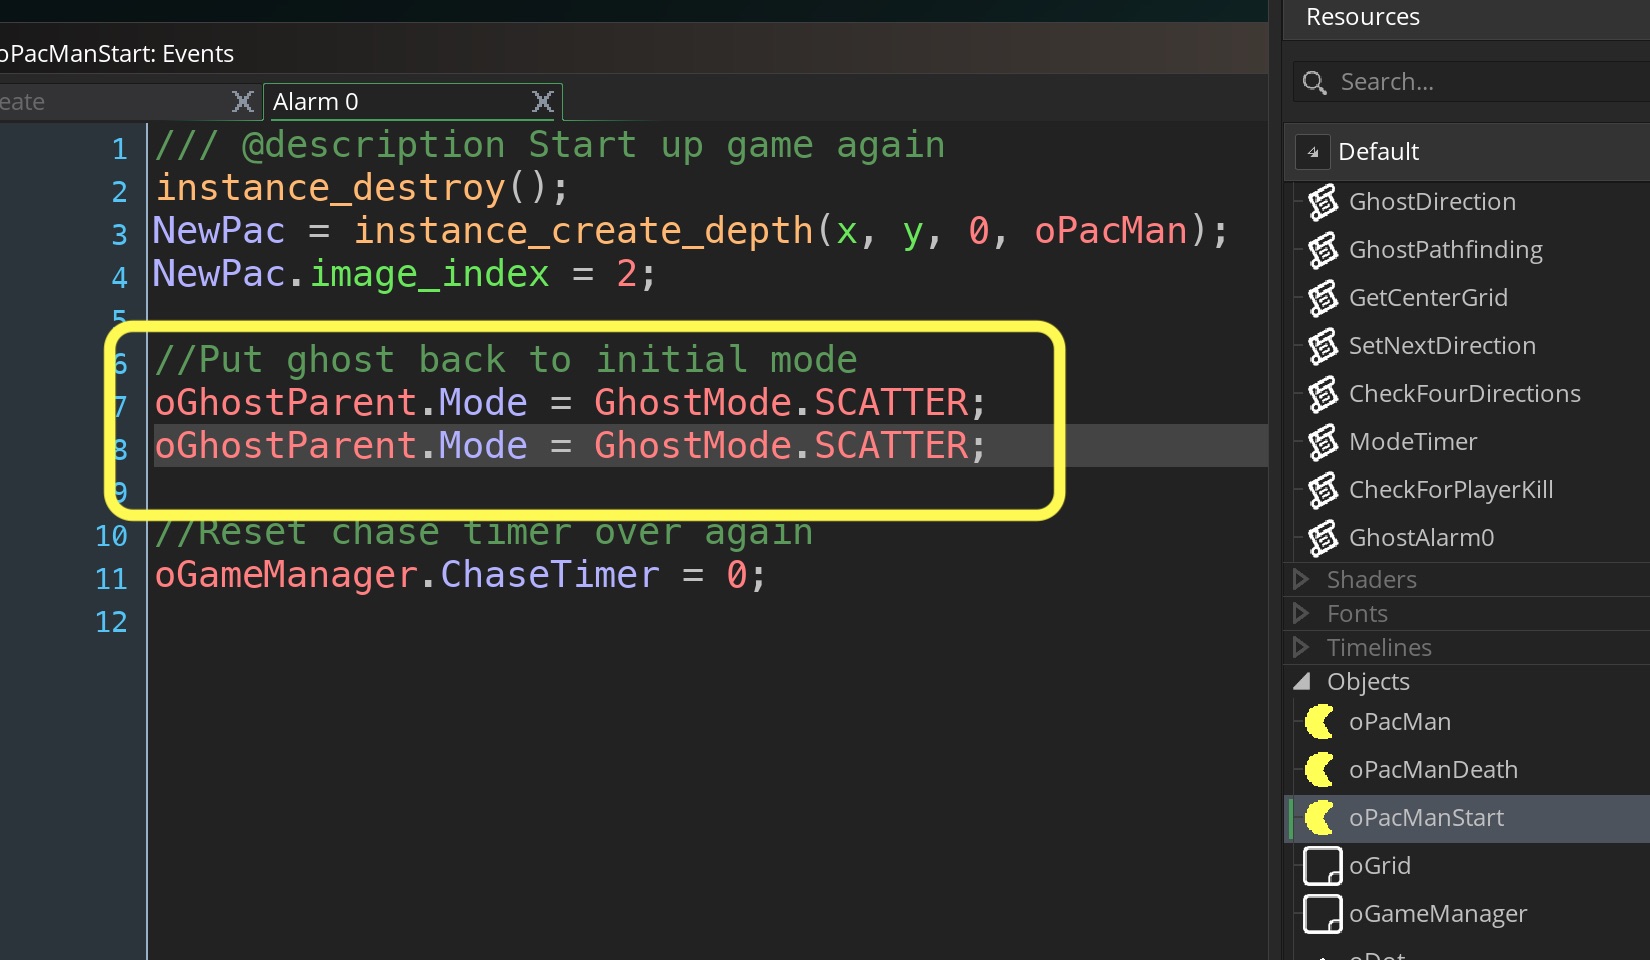 Resources
oPacManStart: Events
Search...
eate
Alarm 0
Default
1 /// @description Start up game again
2 instance_destroy();
3 NewPac = instance_create_depth(x, y, 0, oPacMan);
4 NewPac.image_index = 2;
5
6 //Put ghost back to initial mode
7 oGhostParent.Mode = GhostMode.SCATTER;
8 oGhostParent.Mode = GhostMode.SCATTER;
9
10 //Reset chase timer over again
11 oGameManager.ChaseTimer = 0;
12
GhostDirection
GhostPathfinding
GetCenterGrid
SetNextDirection
CheckFourDirections
ModeTimer
CheckForPlayerKill
GhostAlarm0
Shaders
Fonts
Timelines
Objects
oPacMan
oPacManDeath
oPacManStart
oGrid
oGameManager